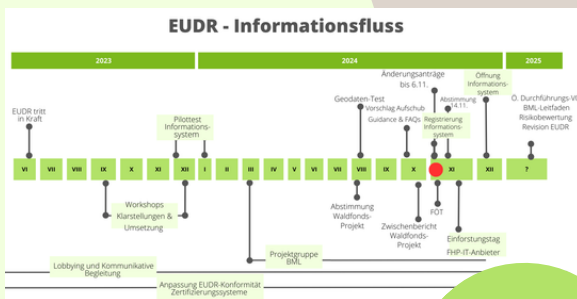 EUDR - Informationsfluss
2023
2024
2025
EUDR tritt
in Kraft
Pilottest
Informations-
system
Geodaten-Test
Änderungsanträge
bis 6.11.
Vorschlag Aufschub
Guidance & FAQs
Abstimmung
14.11.
Registrierung
Informations-
system
Öffnung
Informations-
system
Ö. Durchführungs-VO
BML-Leitfaden
Risikobewertung
Revision EUDR
VI
VII
VIII
IX
X
XI
XII
I
II
III
IV
V
VI
VII
VIII
IX
X
XI
XII
?
Workshops
Klarstellungen &
Umsetzung
Abstimmung
Waldfonds-
Projekt
Zwischenbericht
Waldfonds-
Projekt
FÖT
Einforstungstag
FHP-IT-Anbieter
Projektgruppe
BML
Lobbying und Kommunikative
Begleitung
Anpassung EUDR-Konformität
Zertifizierungssysteme